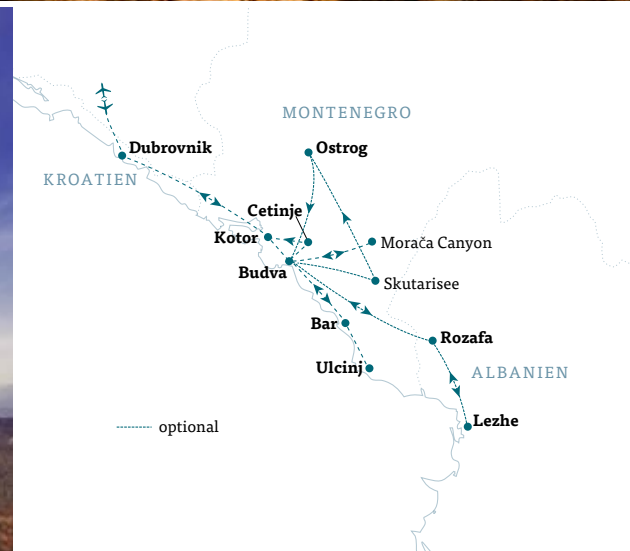 MONTENEGRO
Dubrovnik
Ostrog
KROATIEN
Cetinje
Kotor
Morača Canyon
Budva
Skutarisee
Bar
Rozafa
Ulcinj
ALBANIEN
Lezhe
optional